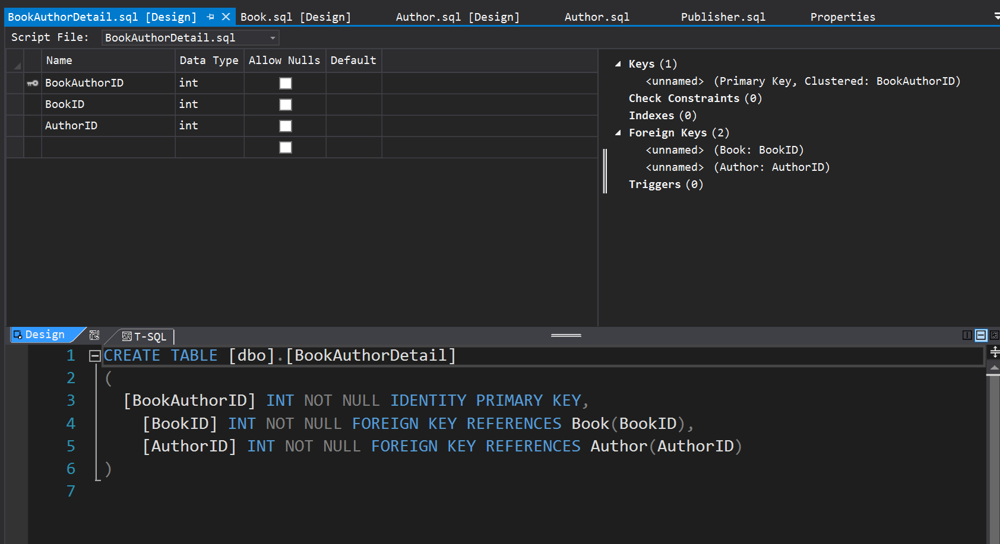 BookAuthorDetail.sql [Design] Book.sql [Design] Author.sql [Design] Author.sql Publisher.sql Properties
Script File: BookAuthorDetail.sql
Name Data Type Allow Nulls Default
BookAuthorID int
BookID int
AuthorID int
Keys (1)
<unnamed> (Primary Key, Clustered: BookAuthorID)
Check Constraints (0)
Indexes (0)
Foreign Keys (2)
<unnamed> (Book: BookID)
<unnamed> (Author: AuthorID)
Triggers (0)
Design T-SQL
1 CREATE TABLE [dbo].[BookAuthorDetail]
2 (
3 [BookAuthorID] INT NOT NULL IDENTITY PRIMARY KEY,
4 [BookID] INT NOT NULL FOREIGN KEY REFERENCES Book(BookID),
5 [AuthorID] INT NOT NULL FOREIGN KEY REFERENCES Author(AuthorID)
6 )
7